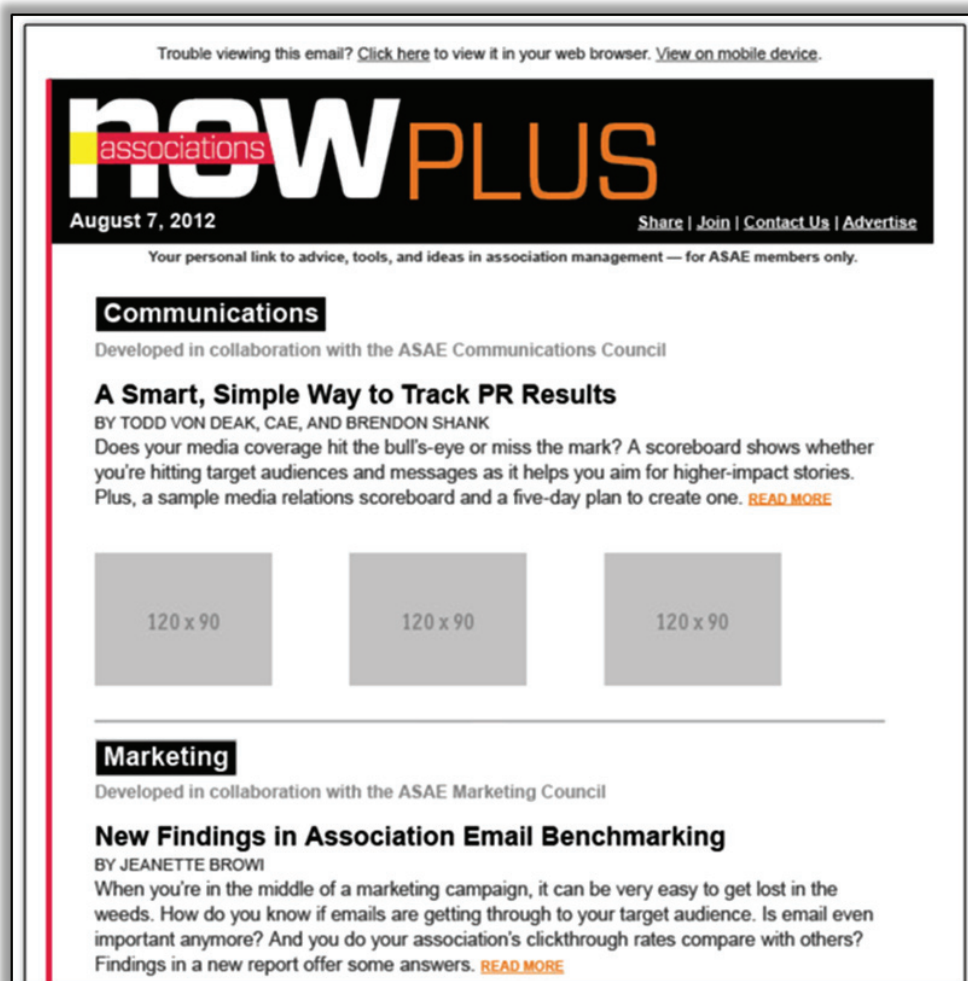 Trouble viewing this email? Click here to view it in your web browser. View on mobile device.
now PLUS
associations
August 7, 2012
Share | Join | Contact Us | Advertise
Your personal link to advice, tools, and ideas in association management — for ASAE members only.
Communications
Developed in collaboration with the ASAE Communications Council
A Smart, Simple Way to Track PR Results
BY TODD VON DEAK, CAE, AND BRENDON SHANK
Does your media coverage hit the bull's-eye or miss the mark? A scoreboard shows whether
you're hitting target audiences and messages as it helps you aim for higher-impact stories.
Plus, a sample media relations scoreboard and a five-day plan to create one. READ MORE
120 x 90 120 x 90 120 x 90
Marketing
Developed in collaboration with the ASAE Marketing Council
New Findings in Association Email Benchmarking
BY JEANETTE BROWI
When you're in the middle of a marketing campaign, it can be very easy to get lost in the
weeds. How do you know if emails are getting through to your target audience. Is email even
important anymore? And you do your association's clickthrough rates compare with others?
Findings in a new report offer some answers. READ MORE